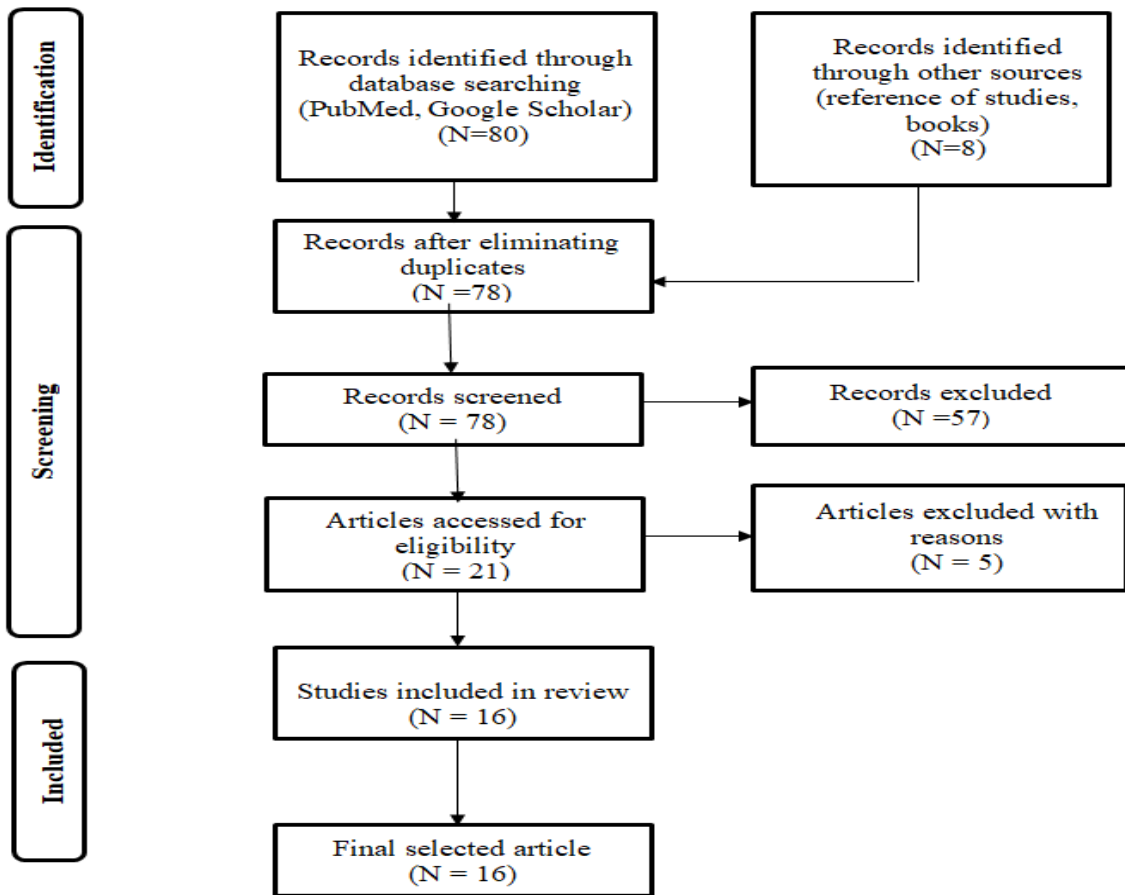 Identification
Records identified through
database searching
(PubMed, Google Scholar)
(N=80)
Records identified
through other sources
(reference of studies,
books)
(N=8)
Screening
Records after eliminating
duplicates
(N =78)
Records screened
(N = 78)
Records excluded
(N =57)
Articles accessed for
eligibility
(N = 21)
Articles excluded with
reasons
(N = 5)
Included
Studies included in review
(N = 16)
Final selected article
(N = 16)